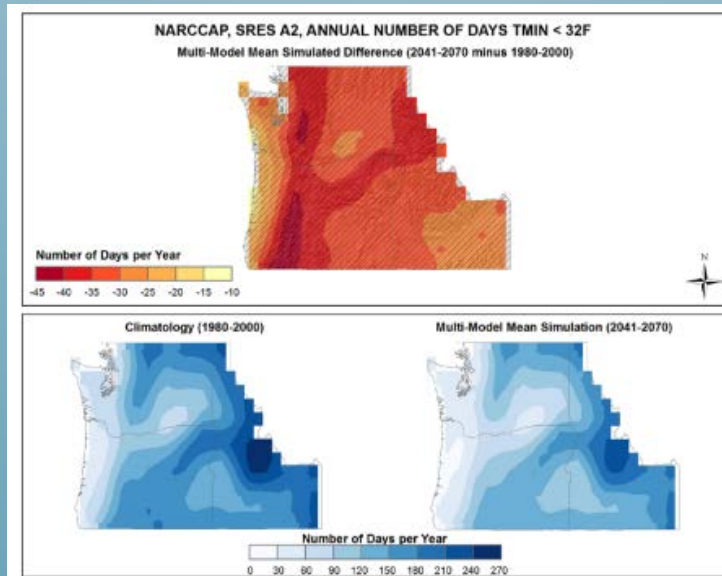 NARCCAP, SRES A2, ANNUAL NUMBER OF DAYS TMIN < 32F
Multi-Model Mean Simulated Difference (2041-2070 minus 1980-2000)
Number of Days per Year
-45 -40 -35 -30 -25 -20 -15 -10
N
Climatology (1980-2000)
Multi-Model Mean Simulation (2041-2070)
Number of Days per Year
0 30 60 90 120 150 180 210 240 270